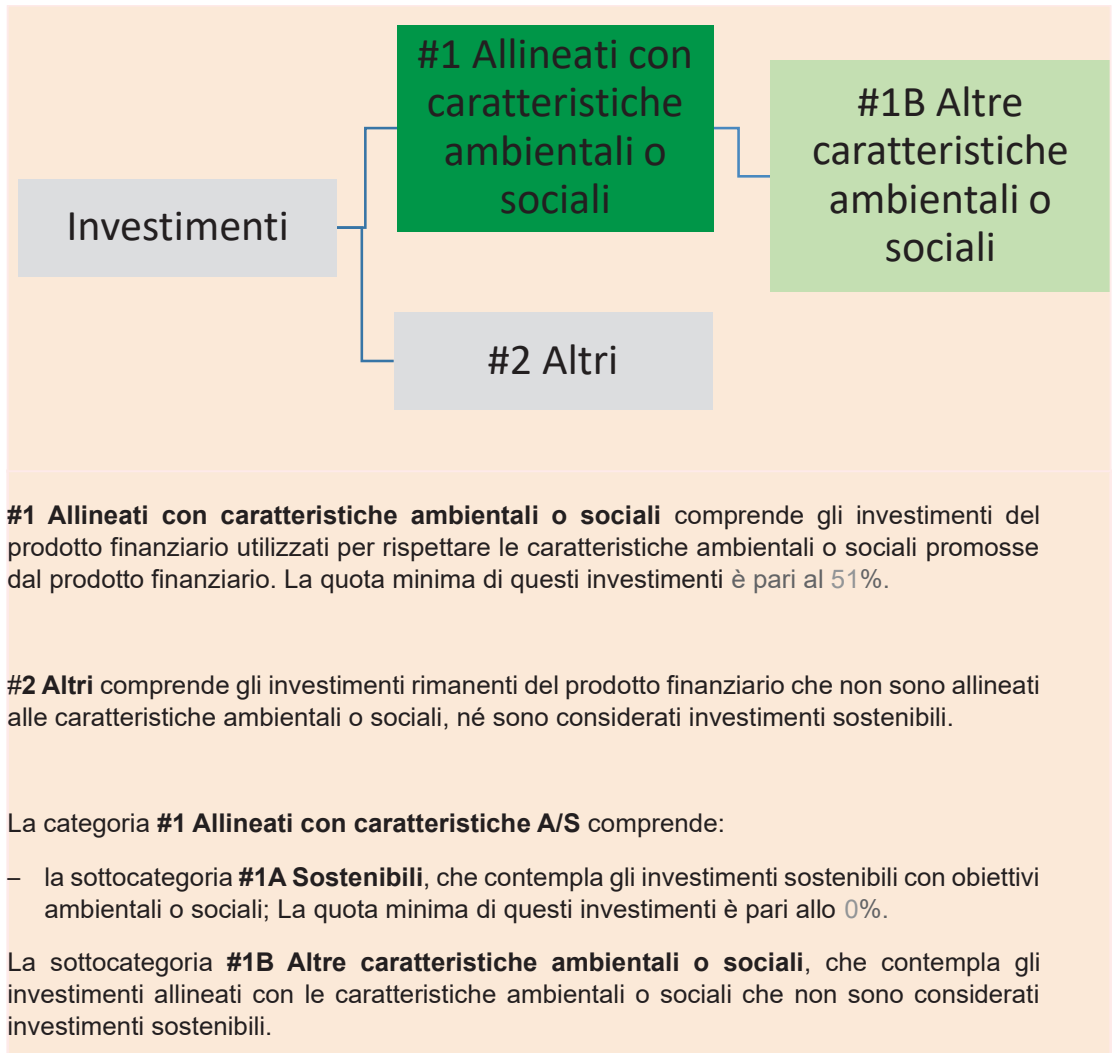 #1 Allineati con
caratteristiche
ambientali o
sociali
#1B Altre
caratteristiche
ambientali o
sociali
Investimenti
#2 Altri
#1 Allineati con caratteristiche ambientali o sociali comprende gli investimenti del
prodotto finanziario utilizzati per rispettare le caratteristiche ambientali o sociali promosse
dal prodotto finanziario. La quota minima di questi investimenti è pari al 51%.
#2 Altri comprende gli investimenti rimanenti del prodotto finanziario che non sono allineati
alle caratteristiche ambientali o sociali, né sono considerati investimenti sostenibili.
La categoria #1 Allineati con caratteristiche A/S comprende:
– la sottocategoria #1A Sostenibili, che contempla gli investimenti sostenibili con obiettivi
ambientali o sociali; La quota minima di questi investimenti è pari allo 0%.
La sottocategoria #1B Altre caratteristiche ambientali o sociali, che contempla gli
investimenti allineati con le caratteristiche ambientali o sociali che non sono considerati
investimenti sostenibili.